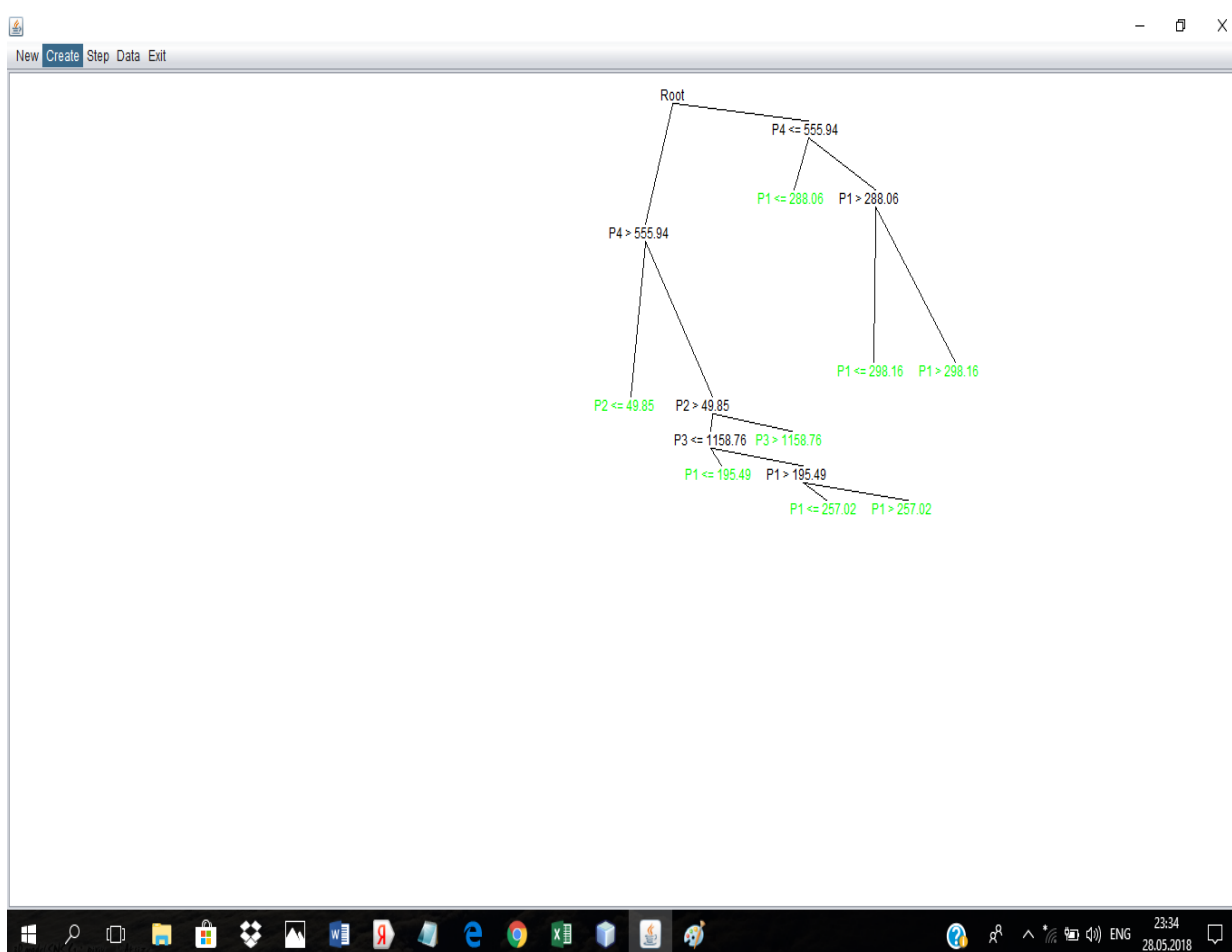 New Create Step Data Exit
Root
P4 <= 555.94
P1 <= 288.06 P1 > 288.06
P4 > 555.94
P1 <= 298.16 P1 > 298.16
P2 <= 49.85 P2 > 49.85
P3 <= 1158.76 P3 > 1158.76
P1 <= 195.49 P1 > 195.49
P1 <= 257.02 P1 > 257.02
23:34
ENG
28.05.2018